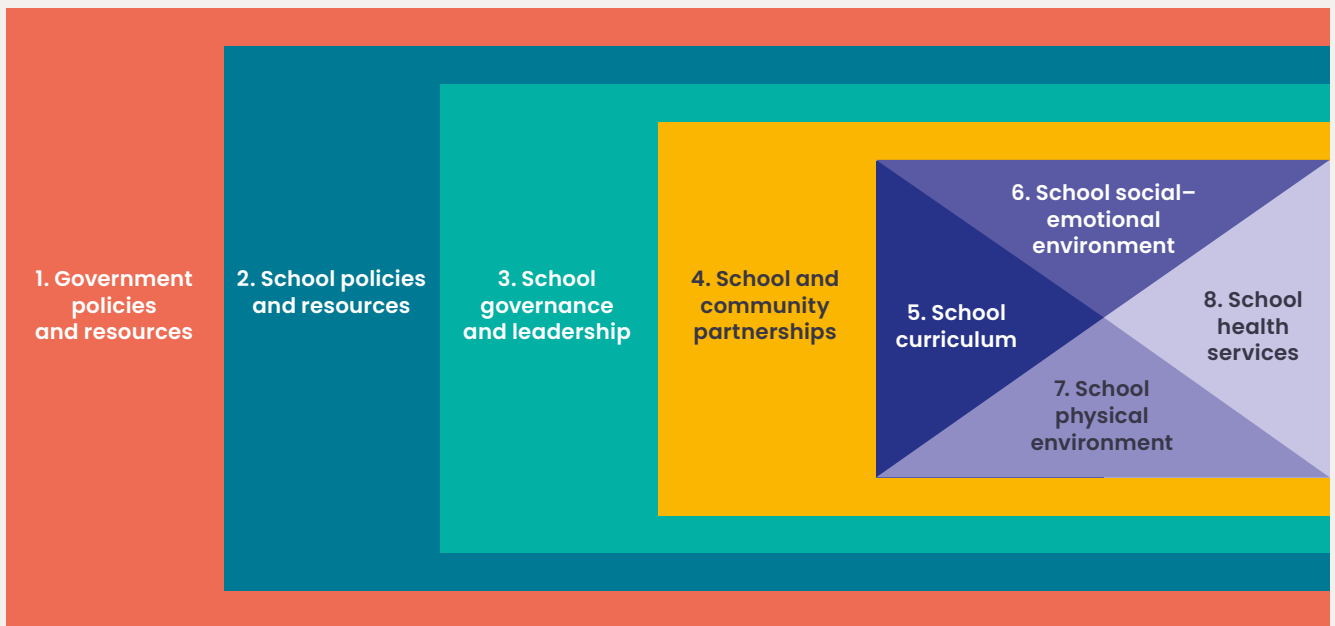 1. Government
policies
and resources
2. School policies
and resources
3. School
governance
and leadership
4. School and
community
partnerships
5. School
curriculum
6. School social–
emotional
environment
7. School
physical
environment
8. School
health
services